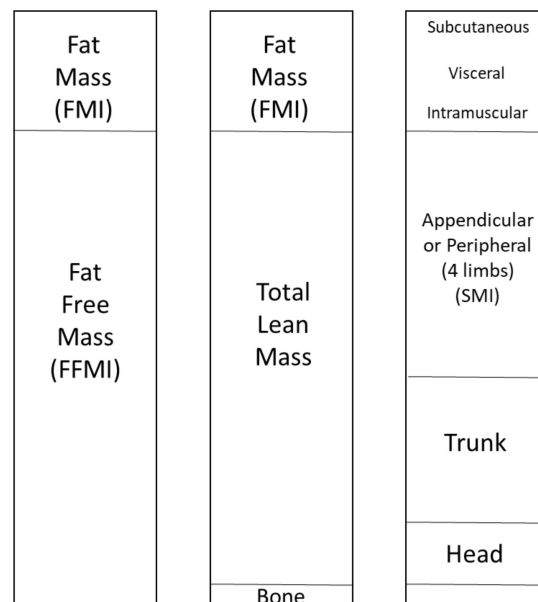 Fat
Mass
(FMI)
Fat
Free
Mass
(FFMI)
Fat
Mass
(FMI)
Total
Lean
Mass
Bone
Subcutaneous
Visceral
Intramuscular
Appendicular
or Peripheral
(4 limbs)
(SMI)
Trunk
Head